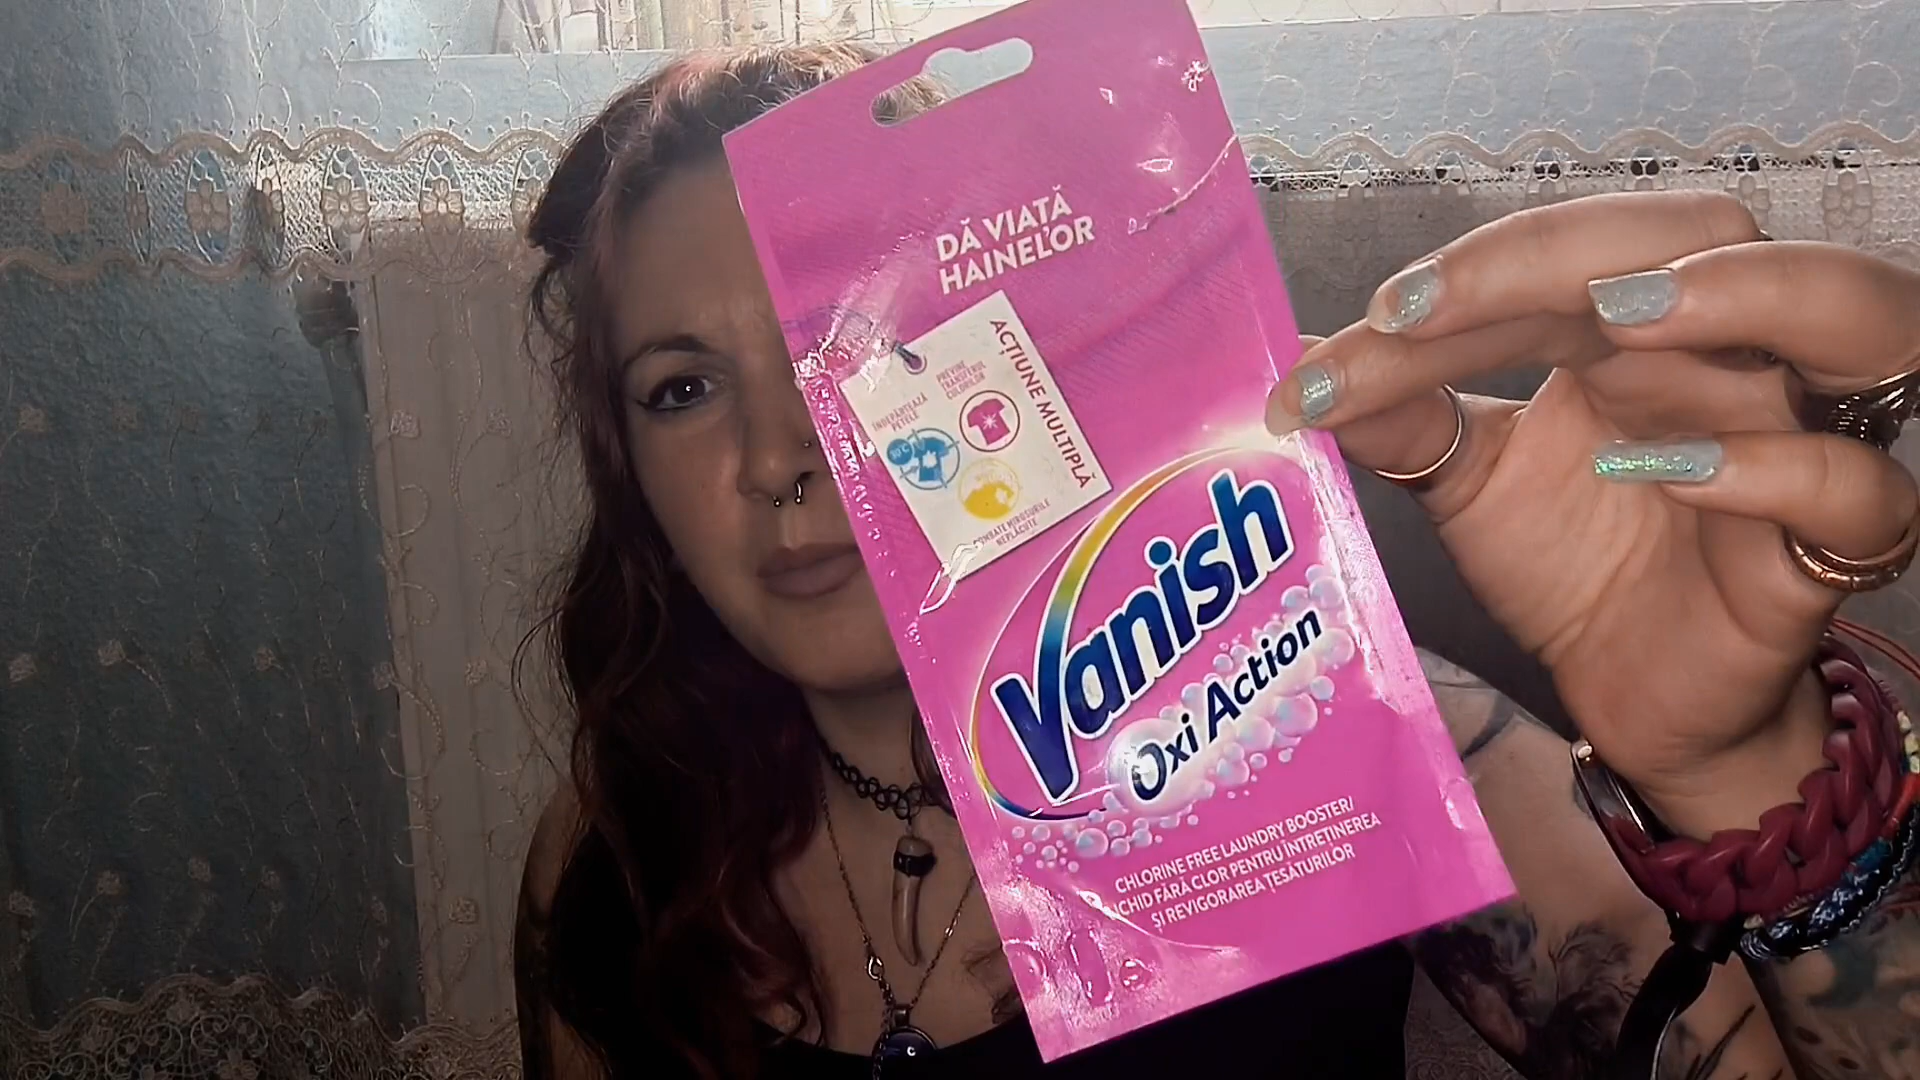 DĂ VIAȚĂ
HAINELOR
ACȚIUNE MULTIPLĂ
PREVINE
TRANSFERUL
CULORILOR
ÎNDEPĂRTEAZĂ
PETELE
30°C
COMBATE MIROSURILE
NEPLĂCUTE
Vanish
Oxi Action
CHLORINE FREE LAUNDRY BOOSTER/
FĂRĂ CLOR PENTRU ÎNTREȚINEREA
ȘI REVIGORAREA ȚESĂTURILOR